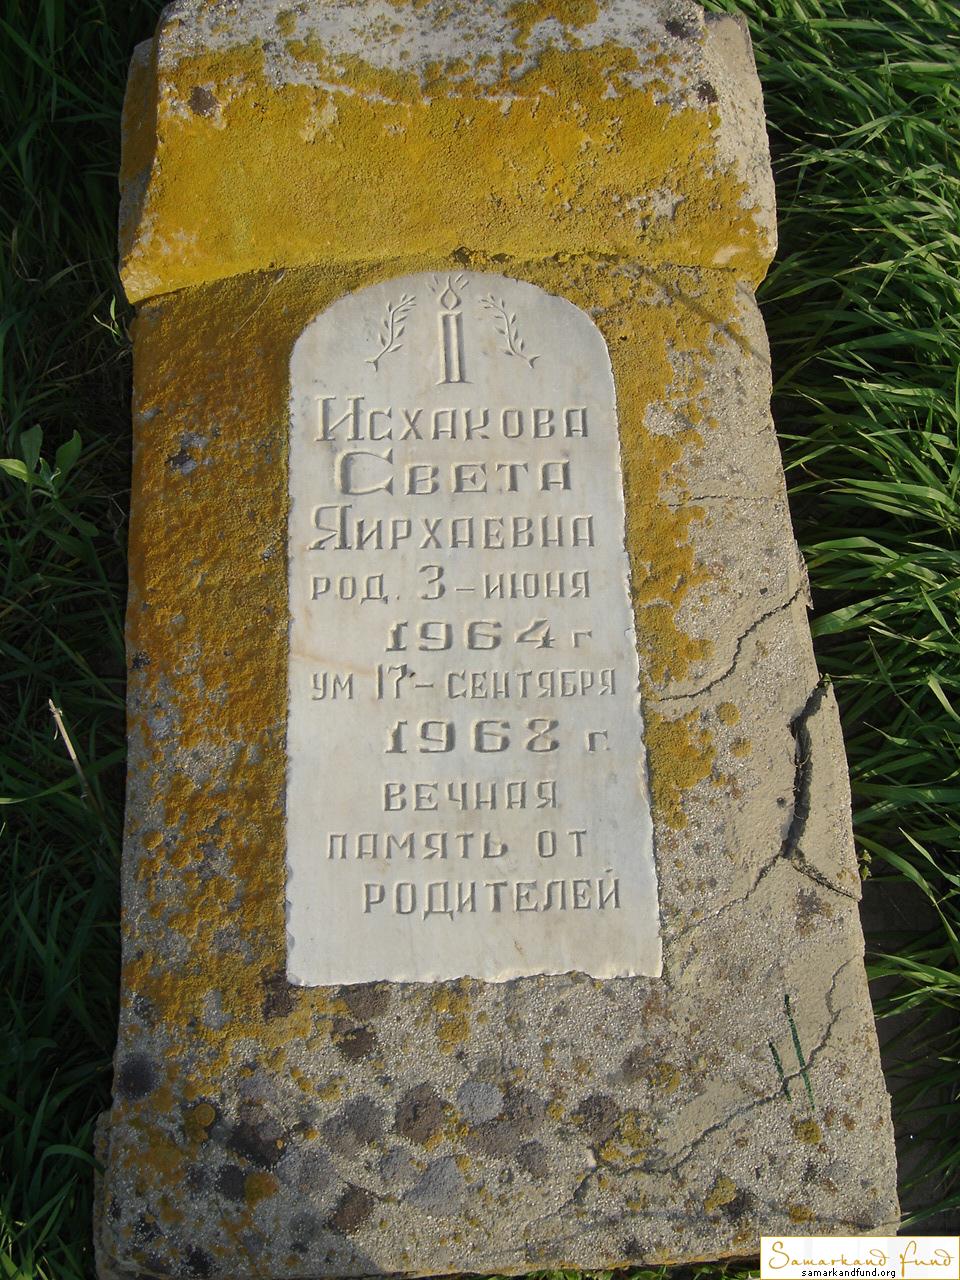 Исхакова
Света
Яирхаевна
род. 3-июня
1964 г
ум 17-сентября
1968 г
вечная
память от
родителей
Samarkand fund
samarkandfund.org